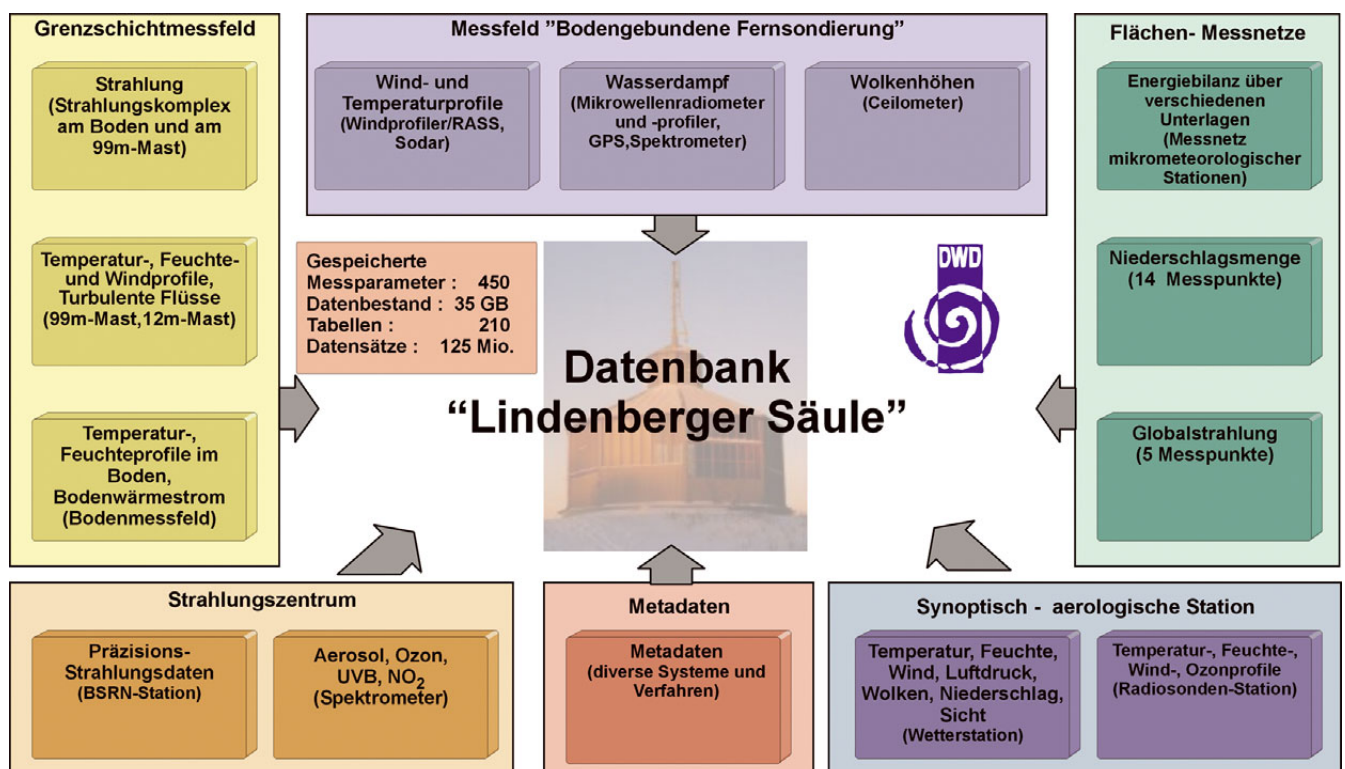 Grenzschichtmessfeld
Strahlung
(Strahlungskomplex
am Boden und am
99m-Mast)
Temperatur-, Feuchte-
und Windprofile,
Turbulente Flüsse
(99m-Mast,12m-Mast)
Temperatur-,
Feuchteprofile im
Boden,
Bodenwärmestrom
(Bodenmessfeld)
Messfeld ”Bodengebundene Fernsondierung”
Wind- und
Temperaturprofile
(Windprofiler/RASS,
Sodar)
Wasserdampf
(Mikrowellenradiometer
und -profiler,
GPS,Spektrometer)
Wolkenhöhen
(Ceilometer)
Flächen- Messnetze
Energiebilanz über
verschiedenen
Unterlagen
(Messnetz
mikrometeorologischer
Stationen)
Niederschlagsmenge
(14 Messpunkte)
Globalstrahlung
(5 Messpunkte)
Gespeicherte
Messparameter : 450
Datenbestand : 35 GB
Tabellen : 210
Datensätze : 125 Mio.
DWD
Datenbank
“Lindenberger Säule”
Strahlungszentrum
Präzisions-
Strahlungsdaten
(BSRN-Station)
Aerosol, Ozon,
UVB, NO2
(Spektrometer)
Metadaten
Metadaten
(diverse Systeme und
Verfahren)
Synoptisch - aerologische Station
Temperatur, Feuchte,
Wind, Luftdruck,
Wolken, Niederschlag,
Sicht
(Wetterstation)
Temperatur-, Feuchte-,
Wind-, Ozonprofile
(Radiosonden-Station)